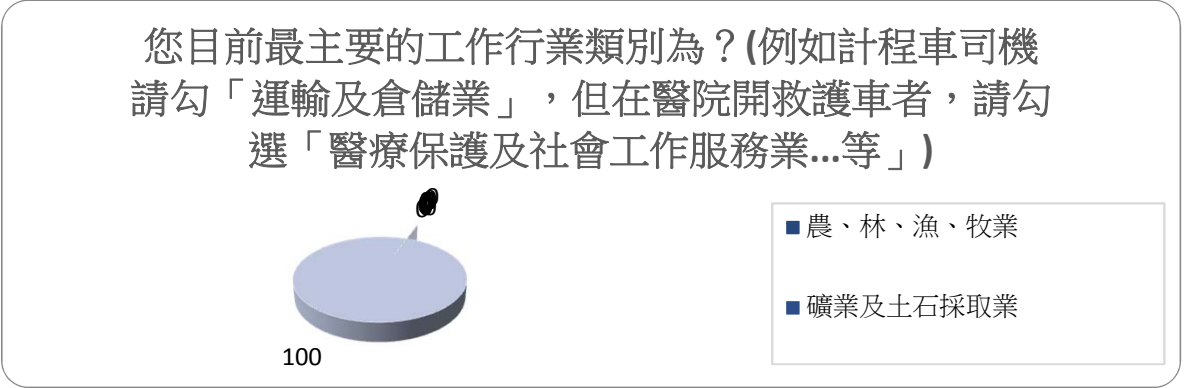 您目前最主要的工作行業類別為？(例如計程車司機
請勾「運輸及倉儲業」，但在醫院開救護車者，請勾
選「醫療保護及社會工作服務業...等」)
農、林、漁、牧業
礦業及土石採取業
100